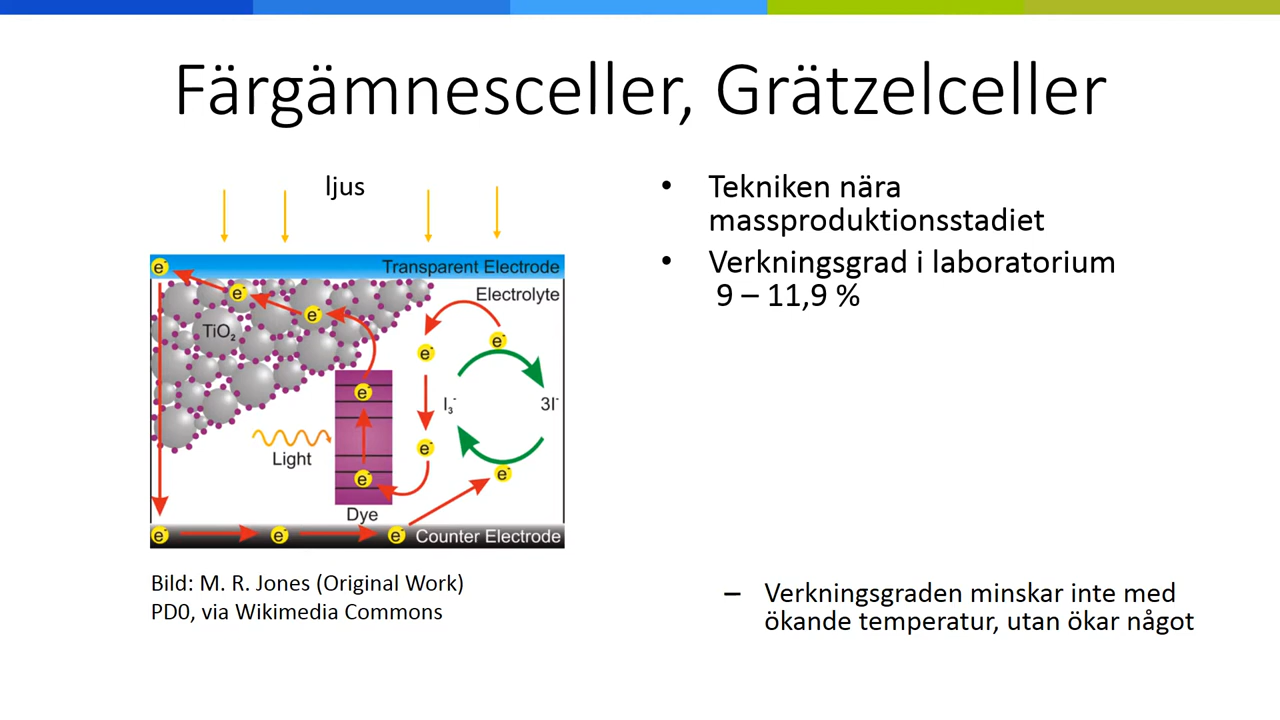 Färgämnesceller, Grätzelceller
ljus
Transparent Electrode
Electrolyte
e⁻
e⁻
e⁻
TiO₂
e⁻
e⁻
e⁻
I₃⁻
3I⁻
e⁻
Light
e⁻
e⁻
Dye
e⁻
e⁻
e⁻
Counter Electrode
Bild: M. R. Jones (Original Work)
PD0, via Wikimedia Commons
• Tekniken nära
massproduktionsstadiet
• Verkningsgrad i laboratorium
9 – 11,9 %
– Verkningsgraden minskar inte med
ökande temperatur, utan ökar något